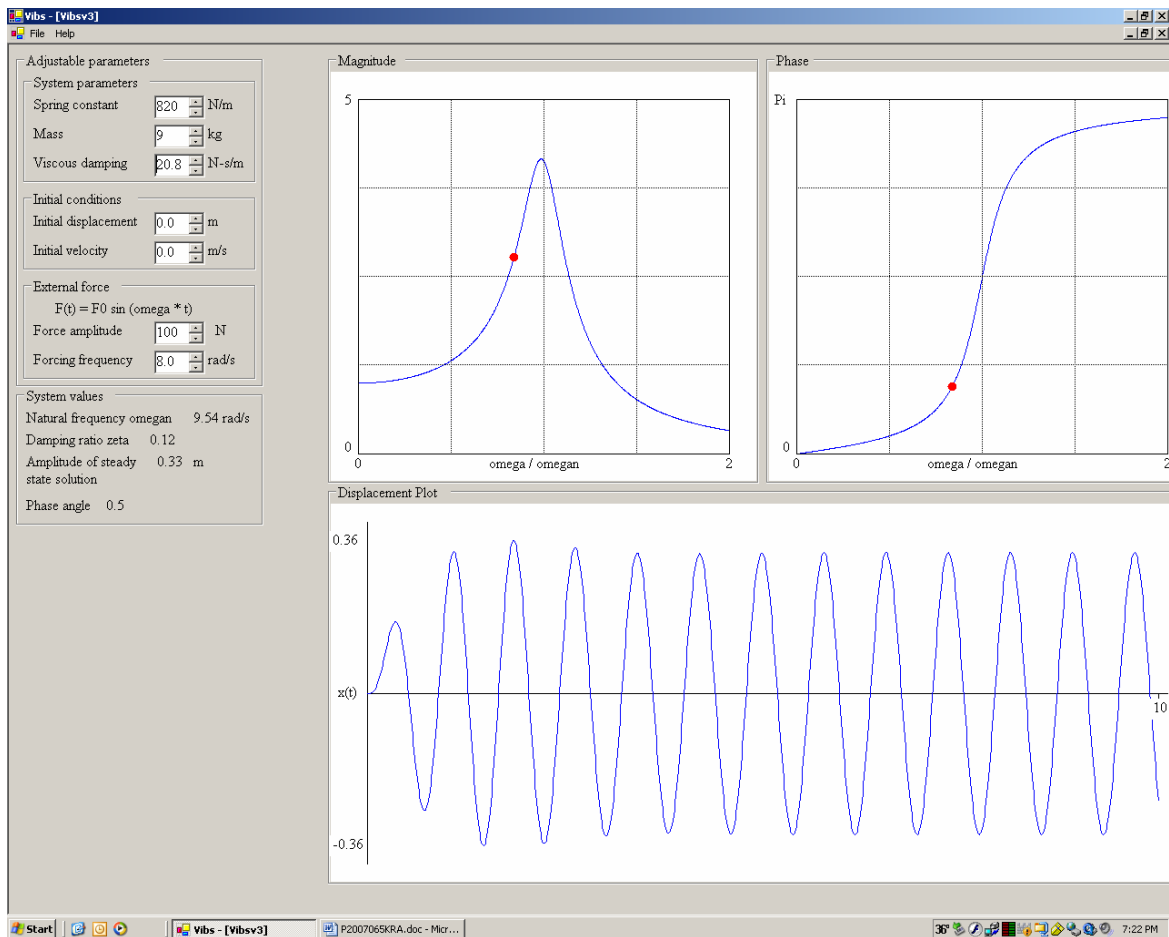 Vibs - [Vibsv3]
File Help
Adjustable parameters
System parameters
Spring constant 820 N/m
Mass 9 kg
Viscous damping 20.8 N-s/m
Initial conditions
Initial displacement 0.0 m
Initial velocity 0.0 m/s
External force
F(t) = F0 sin (omega * t)
Force amplitude 100 N
Forcing frequency 8.0 rad/s
System values
Natural frequency omegan 9.54 rad/s
Damping ratio zeta 0.12
Amplitude of steady 0.33 m
state solution
Phase angle 0.5
Magnitude
5
0
0 omega / omegan 2
Phase
Pi
0
0 omega / omegan 2
Displacement Plot
0.36
x(t)
10
-0.36
Start Vibs - [Vibsv3] P2007065KRA.doc - Micr... 36° 7:22 PM